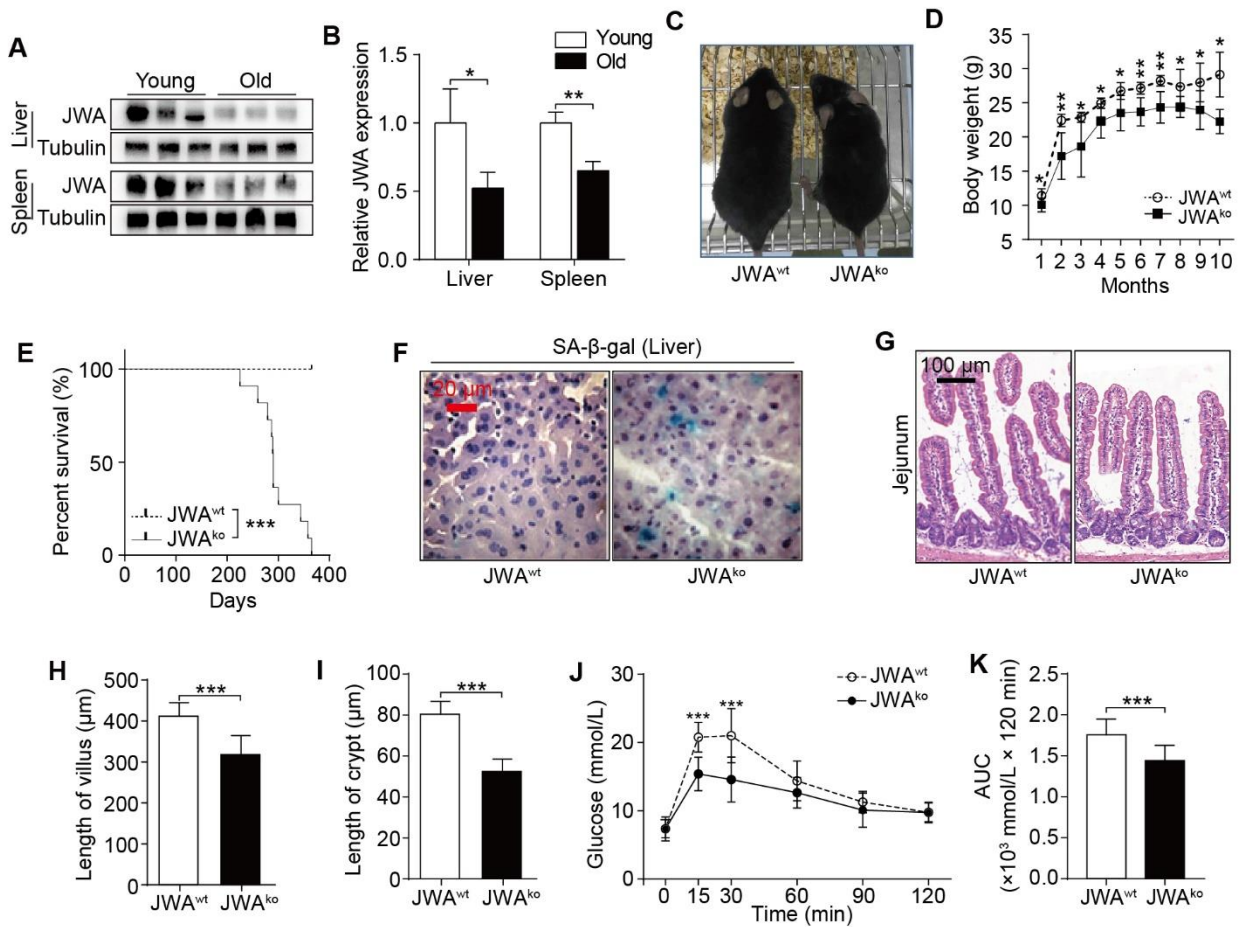 A
Young Old
Liver
JWA
Tubulin
Spleen
JWA
Tubulin
B
Young
Old
Relative JWA expression
1.5
1.0
0.5
0.0
*
**
Liver Spleen
C
JWAwt JWAko
D
Body weight (g)
35
30
25
20
15
10
5
* ** * * * ** ** * * *
JWAwt
JWAko
1 2 3 4 5 6 7 8 9 10
Months
E
Percent survival (%)
100
50
0
JWAwt
JWAko
***
0 100 200 300 400
Days
F
SA-β-gal (Liver)
20 μm
JWAwt JWAko
G
100 μm
Jejunum
JWAwt JWAko
H
Length of villus (μm)
500
400
300
200
100
0
***
JWAwt JWAko
I
Length of crypt (μm)
100
80
60
40
20
0
***
JWAwt JWAko
J
Glucose (mmol/L)
30
20
10
0
*** ***
JWAwt
JWAko
0 15 30 60 90 120
Time (min)
K
AUC
(×10³ mmol/L × 120 min)
2.5
2.0
1.5
1.0
0.5
0.0
***
JWAwt JWAko